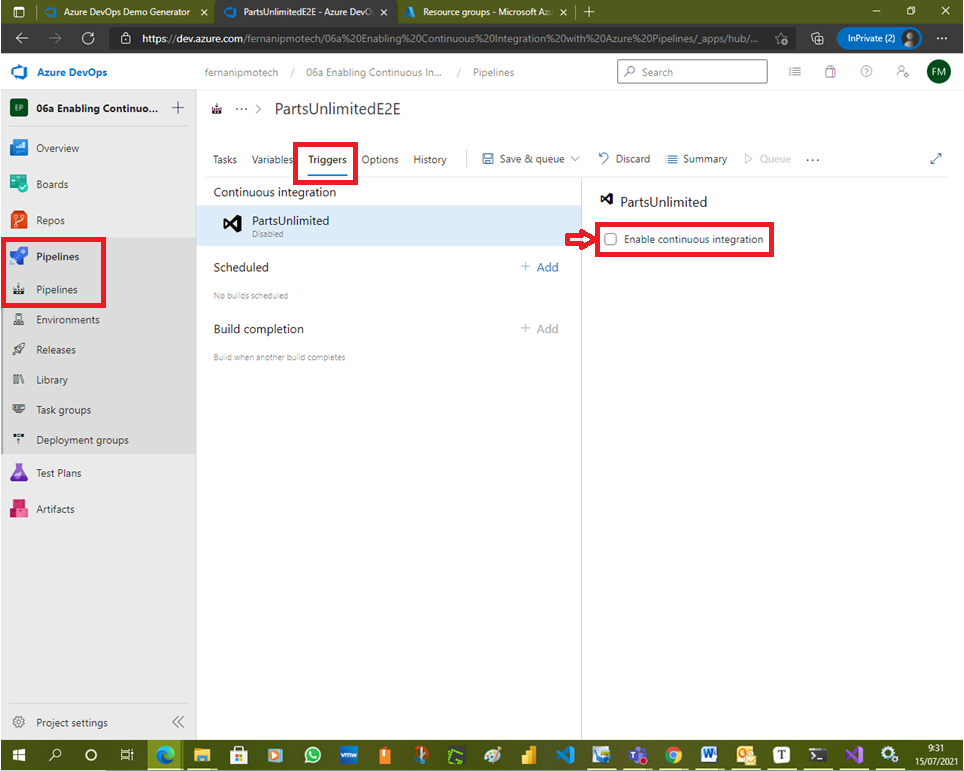 Azure DevOps Demo Generator
PartsUnlimitedE2E - Azure DevO
Resource groups - Microsoft Az
https://dev.azure.com/fernanipmotech/06a%20Enabling%20Continuous%20Integration%20with%20Azure%20Pipelines/_apps/hub/...
InPrivate (2)
Azure DevOps
fernanipmotech / 06a Enabling Continuous In... / Pipelines
Search
FM
EP
06a Enabling Continuo...
PartsUnlimitedE2E
Overview
Boards
Repos
Pipelines
Pipelines
Environments
Releases
Library
Task groups
Deployment groups
Test Plans
Artifacts
Project settings
Tasks Variables Triggers Options History
Save & queue Discard Summary Queue ...
Continuous integration
PartsUnlimited
Disabled
Scheduled
+ Add
No builds scheduled
Build completion
+ Add
Build when another build completes
PartsUnlimited
Enable continuous integration
vmw
T
W
9:31
15/07/2021